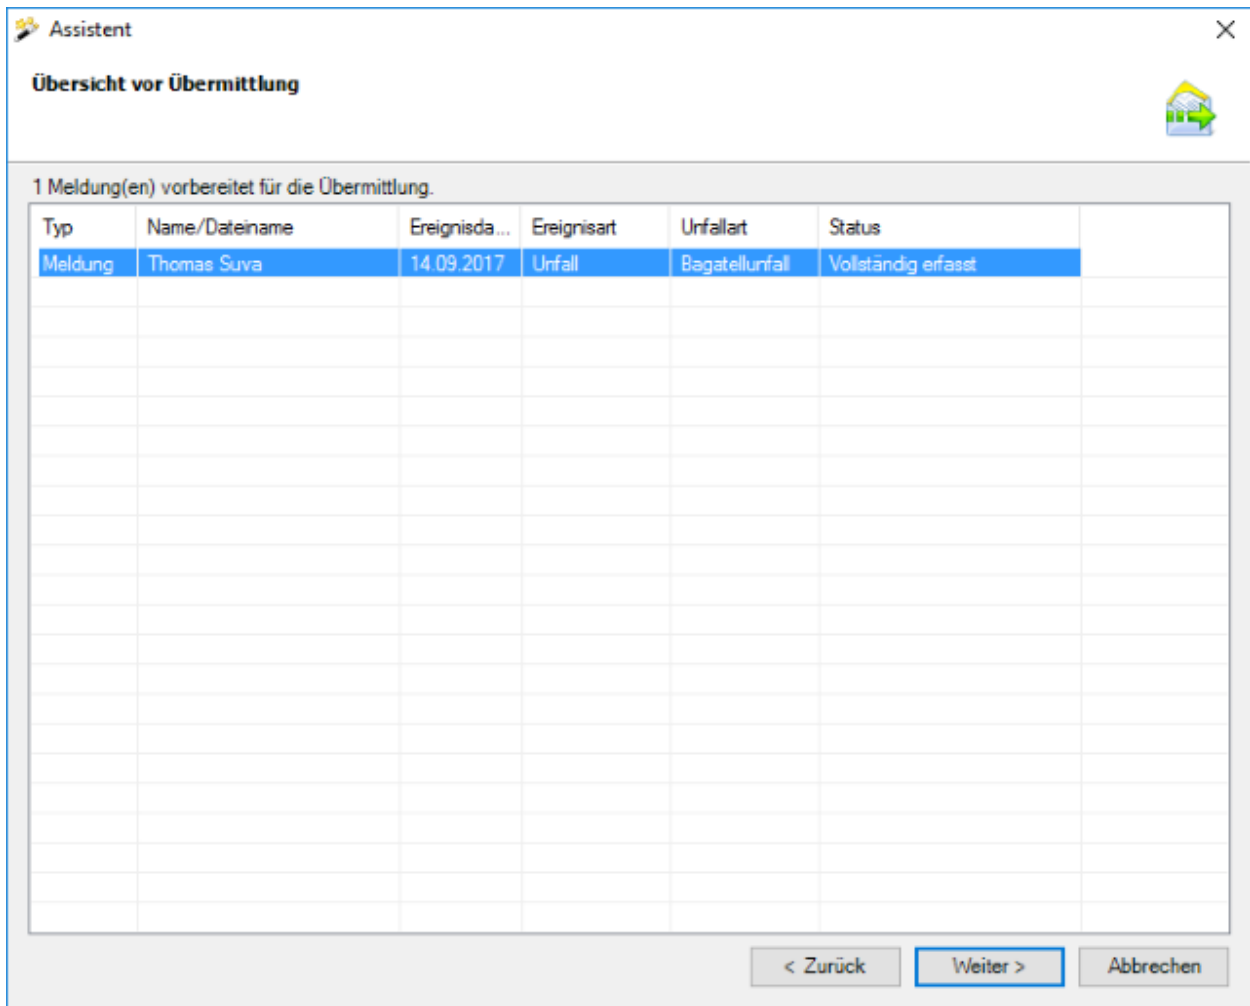 Assistent
Übersicht vor Übermittlung
1 Meldung(en) vorbereitet für die Übermittlung.
Typ Name/Dateiname Ereignisda... Ereignisart Unfallart Status
Meldung Thomas Suva 14.09.2017 Unfall Bagatellunfall Vollständig erfasst
< Zurück Weiter > Abbrechen